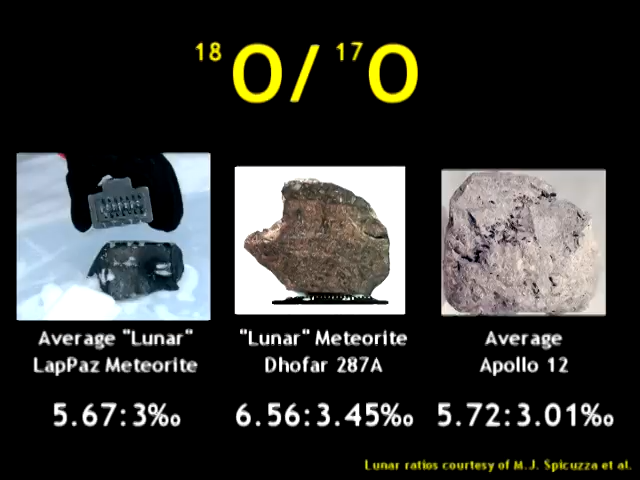 18O/ 17O
Average "Lunar"
LapPaz Meteorite
"Lunar" Meteorite
Dhofar 287A
Average
Apollo 12
5.67:3‰
6.56:3.45‰
5.72:3.01‰
Lunar ratios courtesy of M.J. Spicuzza et al.